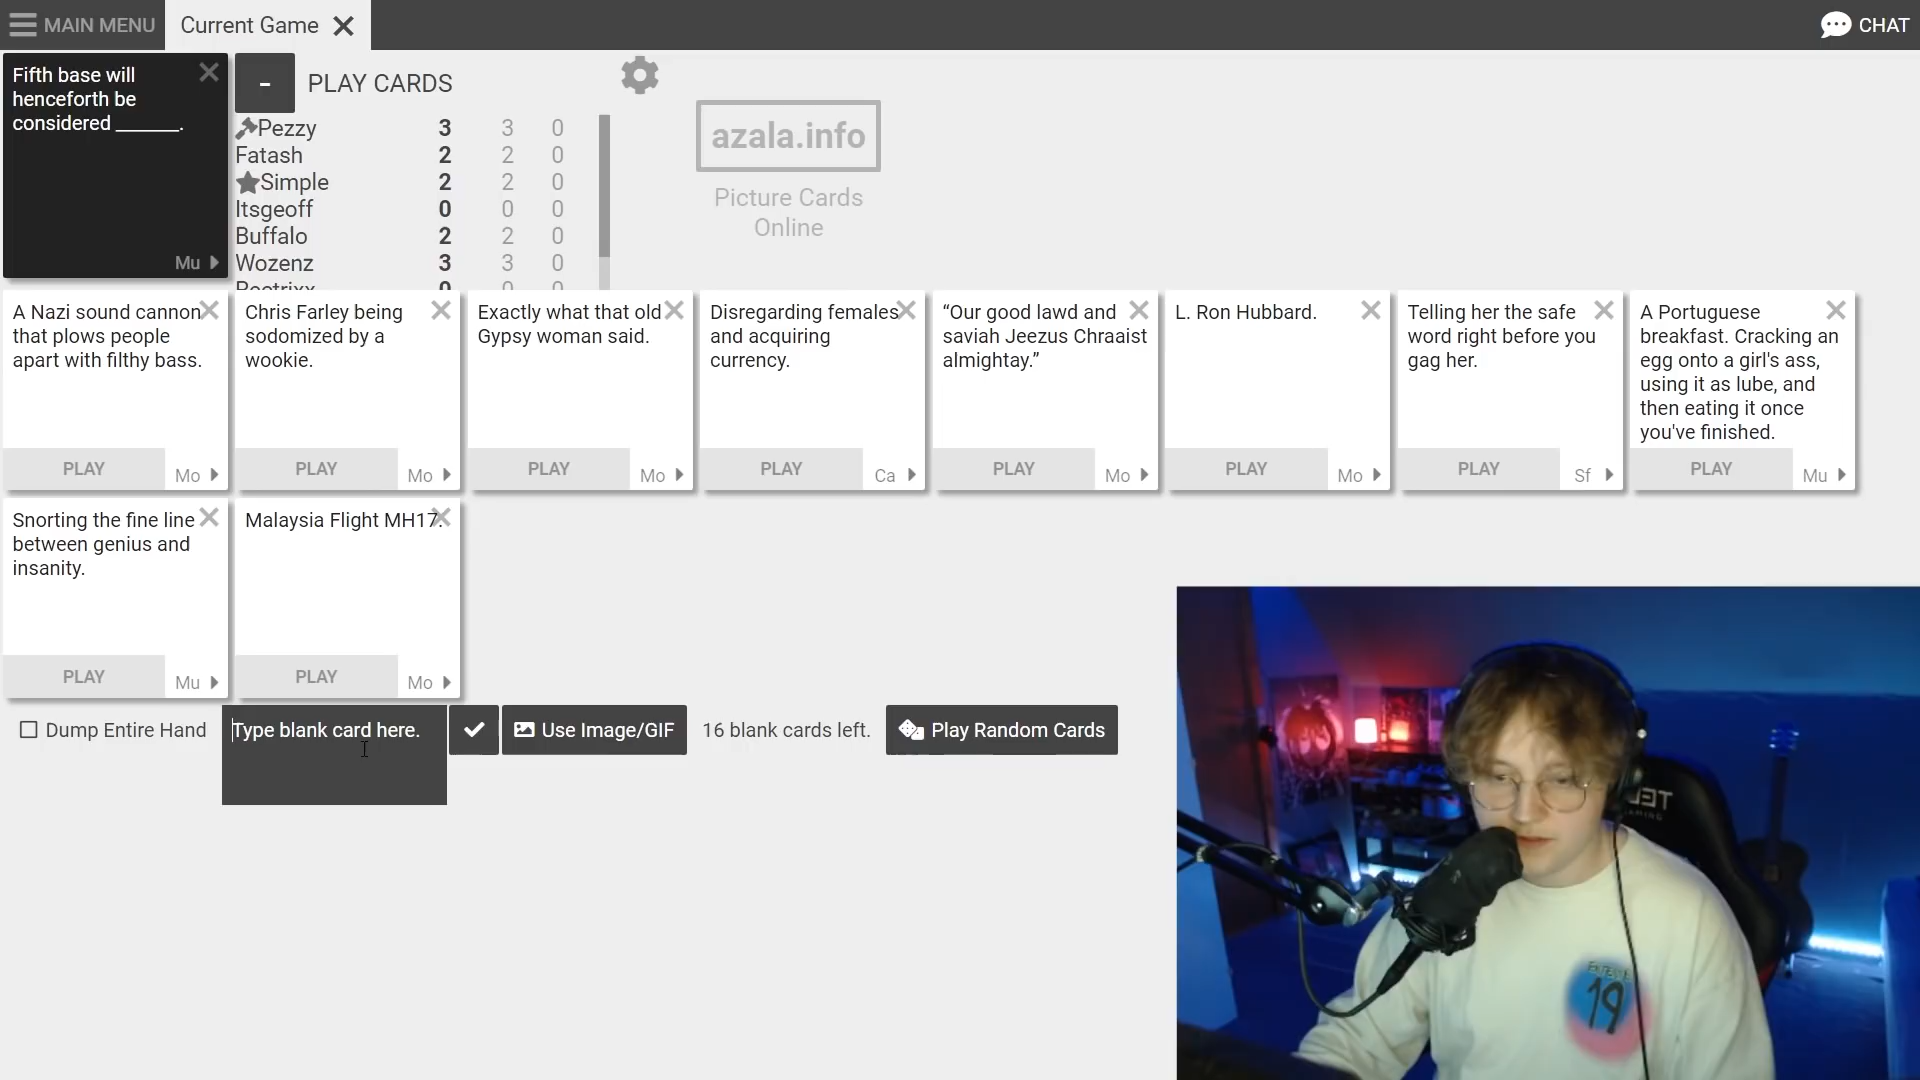 MAIN MENU
Current Game
CHAT
Fifth base will
henceforth be
considered ______.
Mu
-
PLAY CARDS
Pezzy 3 3 0
Fatash 2 2 0
Simple 2 2 0
Itsgeoff 0 0 0
Buffalo 2 2 0
Wozenz 3 3 0
azala.info
Picture Cards
Online
A Nazi sound cannon
that plows people
apart with filthy bass.
PLAY
Mo
Chris Farley being
sodomized by a
wookie.
PLAY
Mo
Exactly what that old
Gypsy woman said.
PLAY
Mo
Disregarding females
and acquiring
currency.
PLAY
Ca
“Our good lawd and
saviah Jeezus Chraaist
almightay.”
PLAY
Mo
L. Ron Hubbard.
PLAY
Mo
Telling her the safe
word right before you
gag her.
PLAY
Sf
A Portuguese
breakfast. Cracking an
egg onto a girl's ass,
using it as lube, and
then eating it once
you've finished.
PLAY
Mu
Snorting the fine line
between genius and
insanity.
PLAY
Mu
Malaysia Flight MH17.
PLAY
Mo
Dump Entire Hand
Type blank card here.
Use Image/GIF
16 blank cards left.
Play Random Cards
19